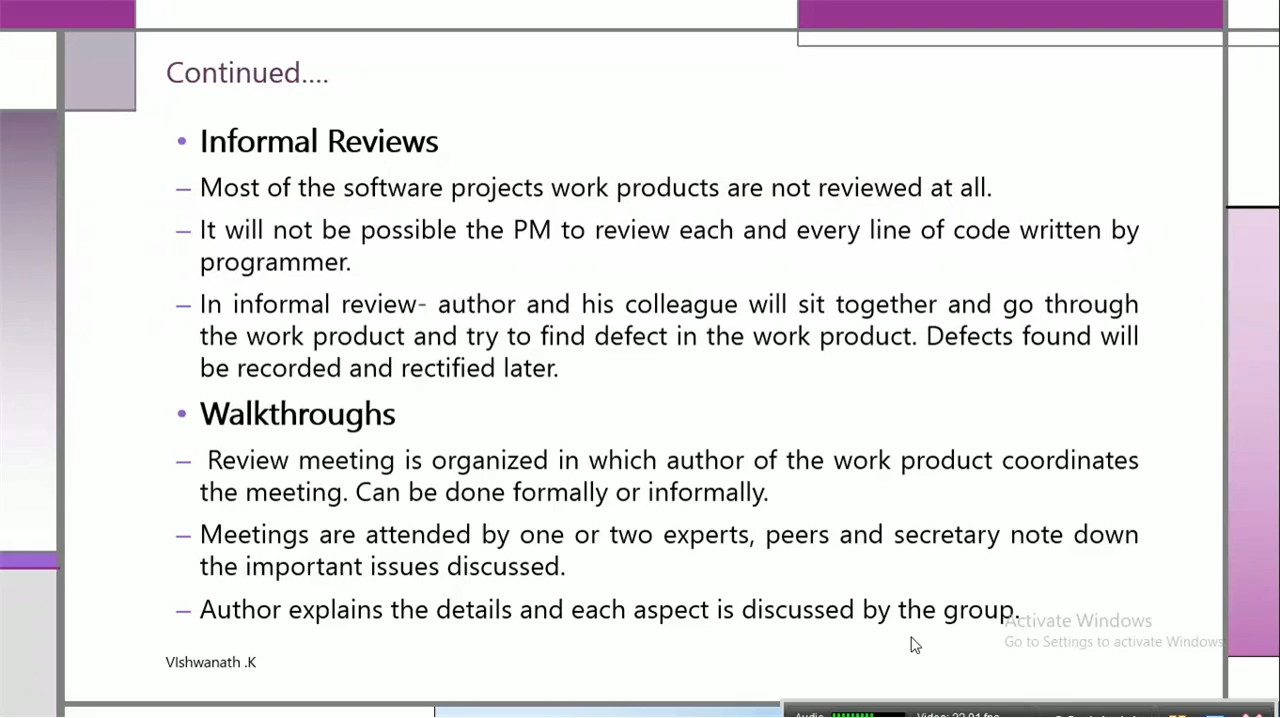 Continued....
• Informal Reviews
– Most of the software projects work products are not reviewed at all.
– It will not be possible the PM to review each and every line of code written by
programmer.
– In informal review- author and his colleague will sit together and go through
the work product and try to find defect in the work product. Defects found will
be recorded and rectified later.
• Walkthroughs
– Review meeting is organized in which author of the work product coordinates
the meeting. Can be done formally or informally.
– Meetings are attended by one or two experts, peers and secretary note down
the important issues discussed.
– Author explains the details and each aspect is discussed by the group.
Activate Windows
Go to Settings to activate Windows
VIshwanath .K